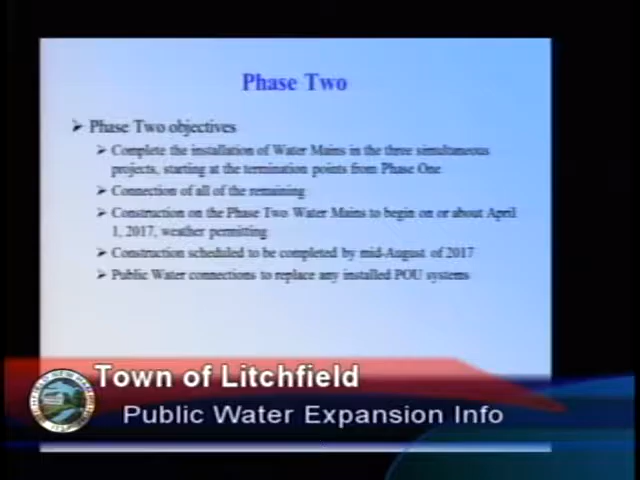 Phase Two
Phase Two objectives
Complete the installation of Water Mains in the three simultaneous
projects, starting at the termination points from Phase One
Connection of all of the remaining
Construction on the Phase Two Water Mains to begin on or about April
1, 2017, weather permitting
Construction scheduled to be completed by mid-August of 2017
Public Water connections to replace any installed POU systems
Town of Litchfield
Public Water Expansion Info